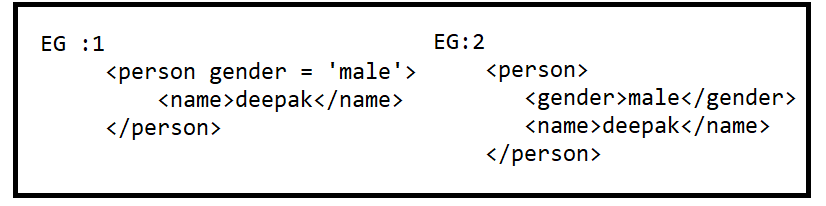 EG :1
<person gender = 'male'>
<name>deepak</name>
</person>
EG:2
<person>
<gender>male</gender>
<name>deepak</name>
</person>